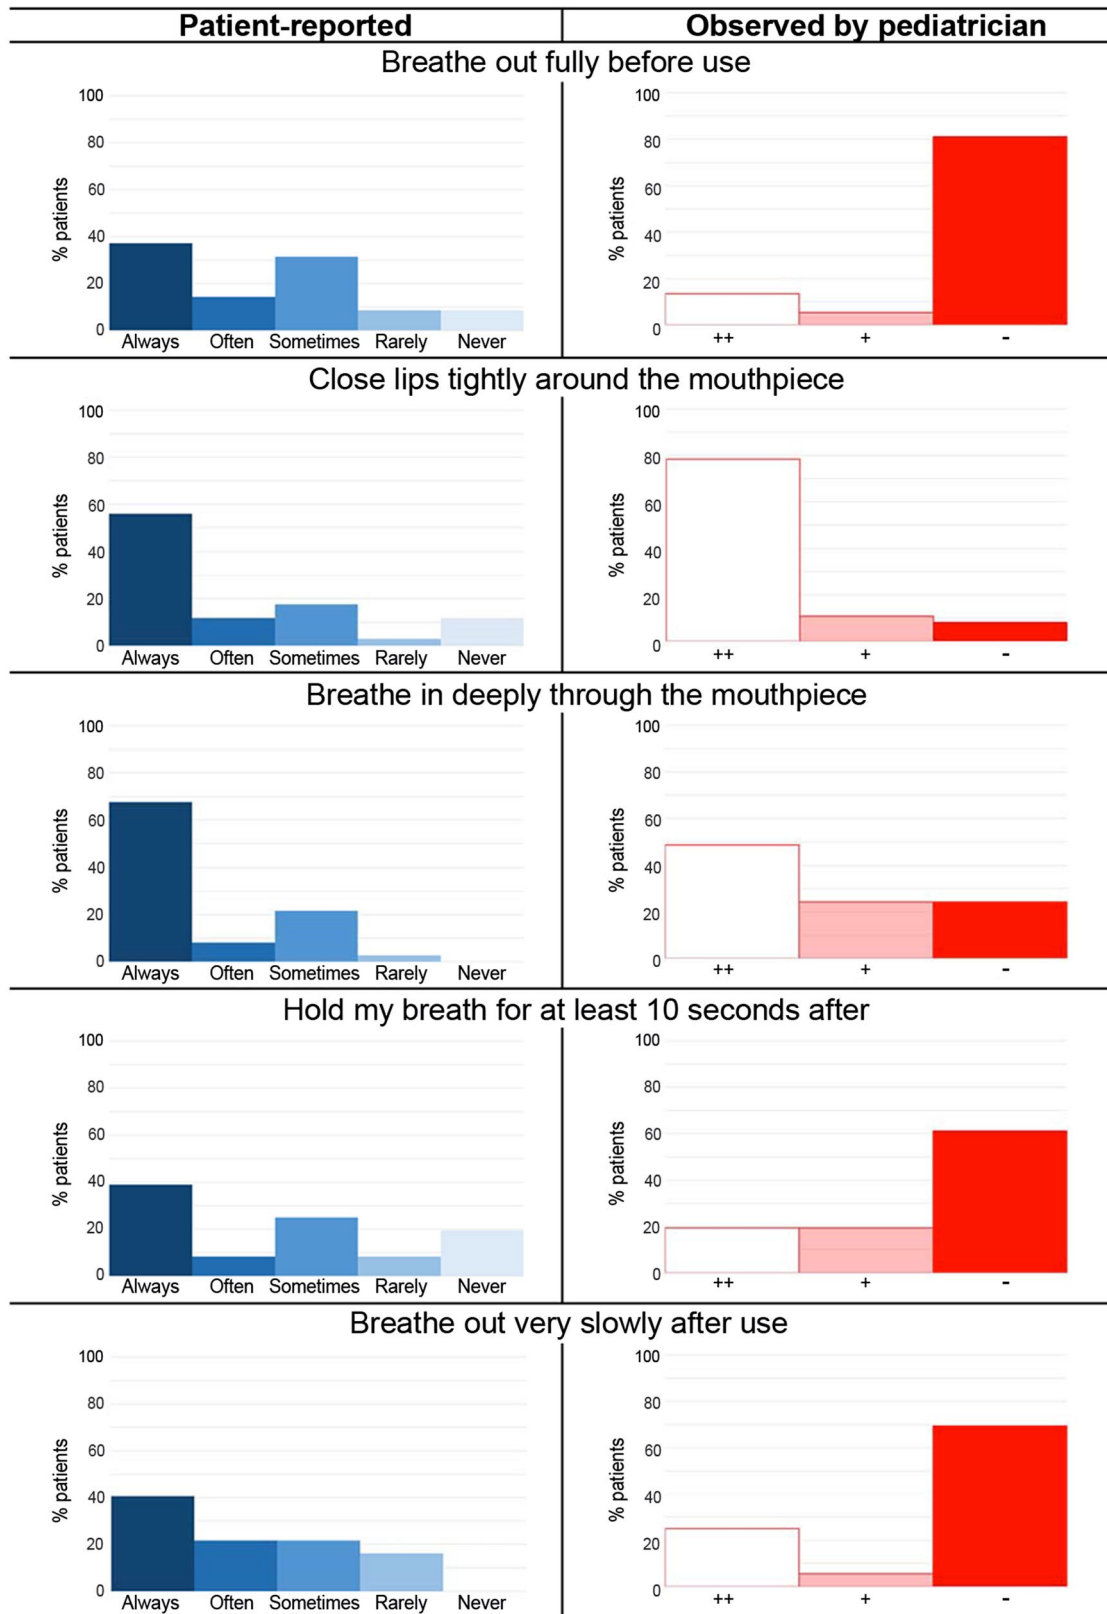 Patient-reported Observed by pediatrician
Breathe out fully before use
100
80
60
40
20
0
% patients
Always Often Sometimes Rarely Never
100
80
60
40
20
0
% patients
++ + -
Close lips tightly around the mouthpiece
100
80
60
40
20
0
% patients
Always Often Sometimes Rarely Never
100
80
60
40
20
0
% patients
++ + -
Breathe in deeply through the mouthpiece
100
80
60
40
20
0
% patients
Always Often Sometimes Rarely Never
100
80
60
40
20
0
% patients
++ + -
Hold my breath for at least 10 seconds after
100
80
60
40
20
0
% patients
Always Often Sometimes Rarely Never
100
80
60
40
20
0
% patients
++ + -
Breathe out very slowly after use
100
80
60
40
20
0
% patients
Always Often Sometimes Rarely Never
100
80
60
40
20
0
% patients
++ + -